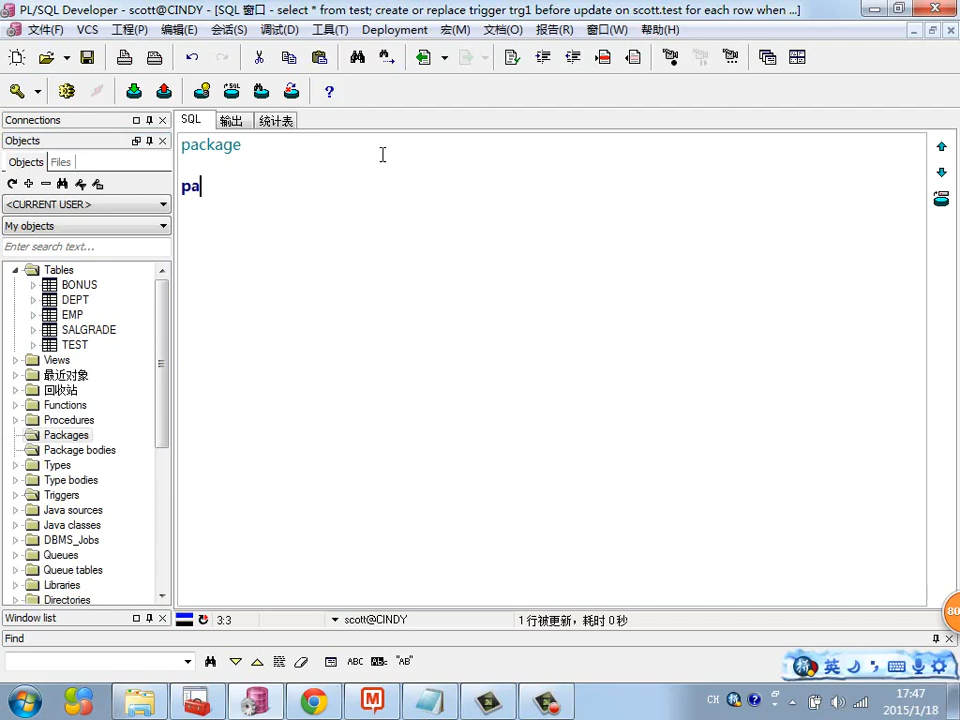 PL/SQL Developer - scott@CINDY - [SQL 窗口 - select * from test; create or replace trigger trg1 before update on scott.test for each row when ...]
文件(F) VCS 工程(P) 编辑(E) 会话(S) 调试(D) 工具(T) Deployment 宏(M) 文档(O) 报告(R) 窗口(W) 帮助(H)
Connections
SQL 输出 统计表
Objects
package
Objects Files
pa
<CURRENT USER>
My objects
Enter search text...
Tables
BONUS
DEPT
EMP
SALGRADE
TEST
Views
最近对象
回收站
Functions
Procedures
Packages
Package bodies
Types
Type bodies
Triggers
Java sources
Java classes
DBMS_Jobs
Queues
Queue tables
Libraries
Directories
80
Window list
3:3 scott@CINDY 1 行被更新，耗时 0 秒
Find
ABC "AB"
英
CH
17:47
2015/1/18